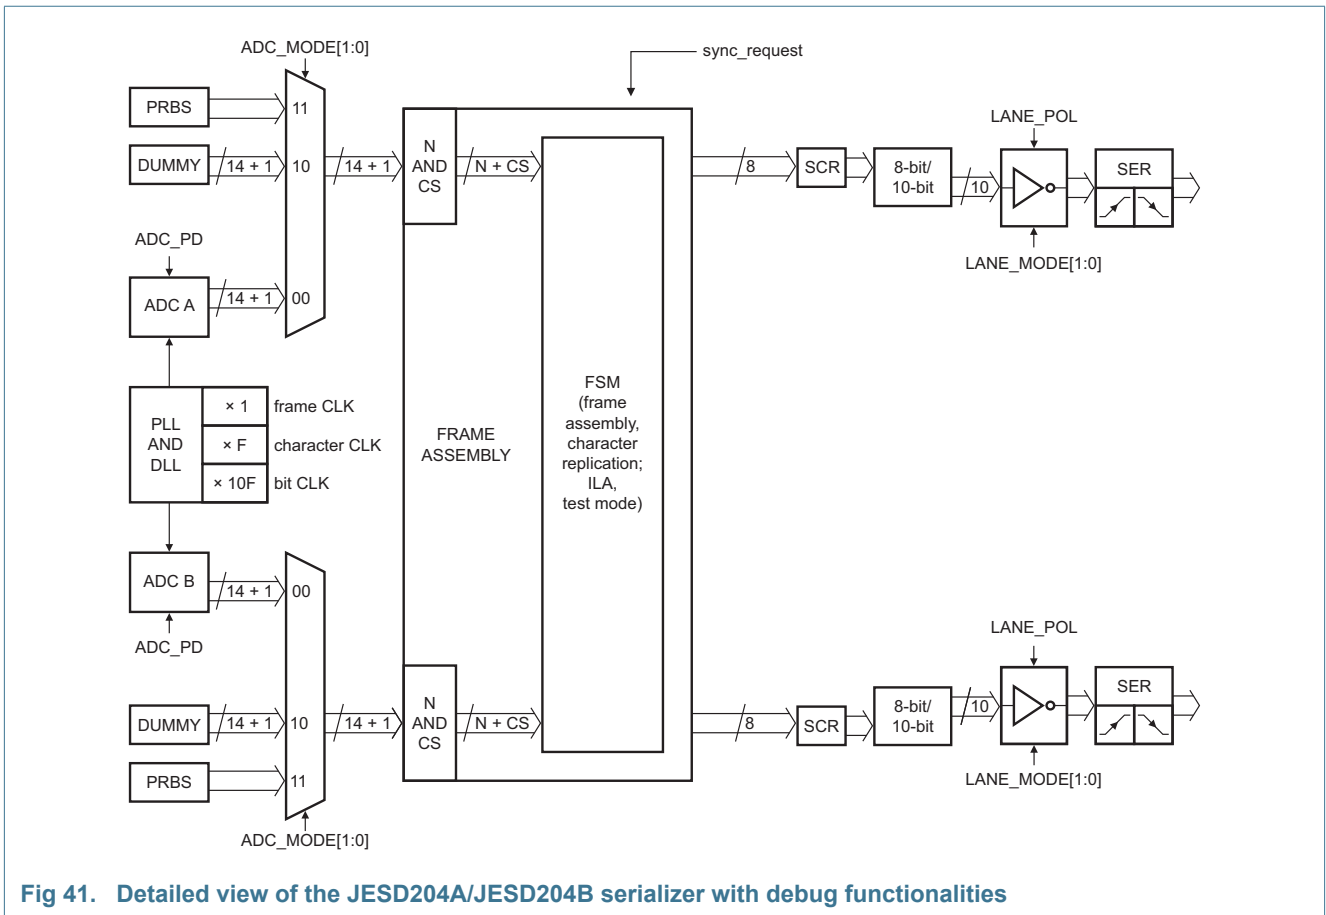 ADC_MODE[1:0]
sync_request
PRBS
11
DUMMY
14 + 1
10
14 + 1
N
AND
CS
N + CS
8
SCR
8-bit/
10-bit
10
LANE_POL
SER
LANE_MODE[1:0]
ADC_PD
ADC A
14 + 1
00
PLL
AND
DLL
× 1
frame CLK
× F
character CLK
× 10F
bit CLK
FRAME
ASSEMBLY
FSM
(frame
assembly,
character
replication;
ILA,
test mode)
ADC B
14 + 1
00
ADC_PD
DUMMY
14 + 1
10
14 + 1
N
AND
CS
N + CS
8
SCR
8-bit/
10-bit
10
LANE_POL
SER
LANE_MODE[1:0]
PRBS
11
ADC_MODE[1:0]
Fig 41. Detailed view of the JESD204A/JESD204B serializer with debug functionalities